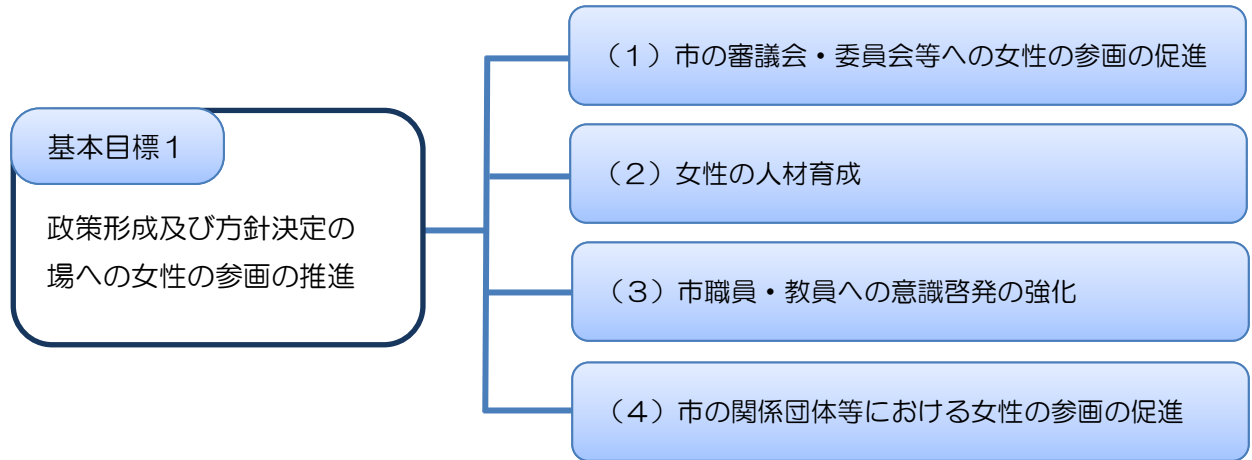 基本目標１
政策形成及び方針決定の
場への女性の参画の推進
（１）市の審議会・委員会等への女性の参画の促進
（２）女性の人材育成
（３）市職員・教員への意識啓発の強化
（４）市の関係団体等における女性の参画の促進